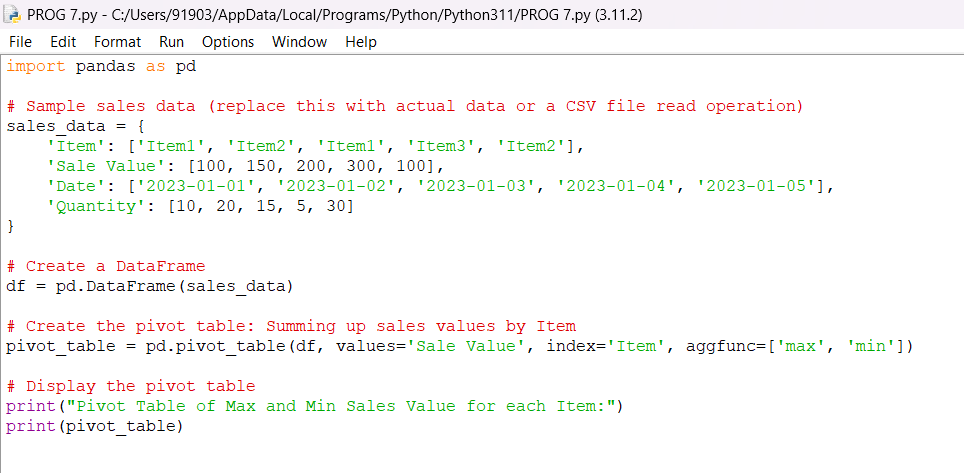 PROG 7.py - C:/Users/91903/AppData/Local/Programs/Python/Python311/PROG 7.py (3.11.2)
File Edit Format Run Options Window Help
import pandas as pd

# Sample sales data (replace this with actual data or a CSV file read operation)
sales_data = {
    'Item': ['Item1', 'Item2', 'Item1', 'Item3', 'Item2'],
    'Sale Value': [100, 150, 200, 300, 100],
    'Date': ['2023-01-01', '2023-01-02', '2023-01-03', '2023-01-04', '2023-01-05'],
    'Quantity': [10, 20, 15, 5, 30]
}

# Create a DataFrame
df = pd.DataFrame(sales_data)

# Create the pivot table: Summing up sales values by Item
pivot_table = pd.pivot_table(df, values='Sale Value', index='Item', aggfunc=['max', 'min'])

# Display the pivot table
print("Pivot Table of Max and Min Sales Value for each Item:")
print(pivot_table)